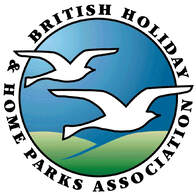 BRITISH HOLIDAY
& HOME PARKS ASSOCIATION